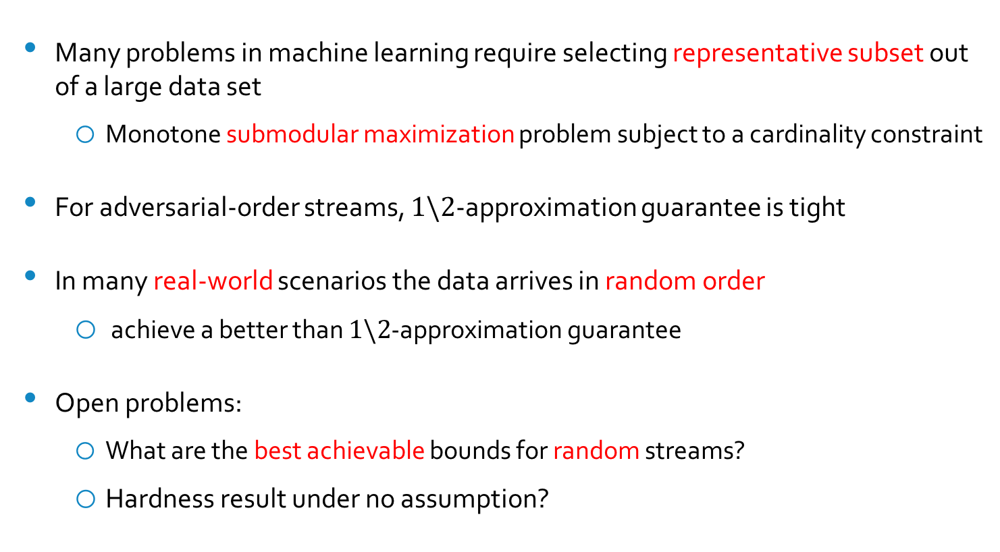 • Many problems in machine learning require selecting representative subset out
of a large data set
○ Monotone submodular maximization problem subject to a cardinality constraint
• For adversarial-order streams, 1\2-approximation guarantee is tight
• In many real-world scenarios the data arrives in random order
○ achieve a better than 1\2-approximation guarantee
• Open problems:
○ What are the best achievable bounds for random streams?
○ Hardness result under no assumption?